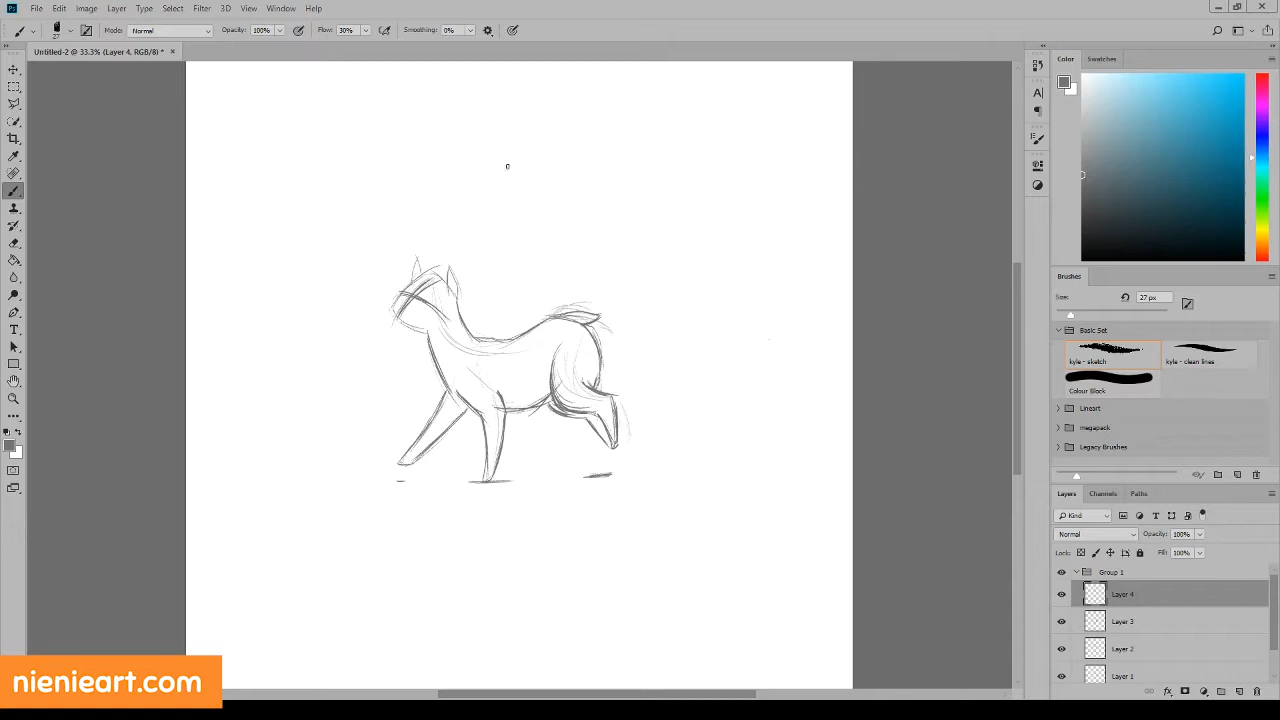 Ps File Edit Image Layer Type Select Filter 3D View Window Help
27 Mode: Normal Opacity: 100% Flow: 30% Smoothing: 0%
Untitled-2 @ 33.3% (Layer 4, RGB/8) * ×
Color Swatches
Brushes
Size: 27 px
Basic Set
kyle - sketch kyle - clean lines
Colour Block
Lineart
megapack
Legacy Brushes
Layers Channels Paths
Kind
Normal Opacity: 100%
Lock: Fill: 100%
Group 1
Layer 4
Layer 3
Layer 2
Layer 1
nienieart.com